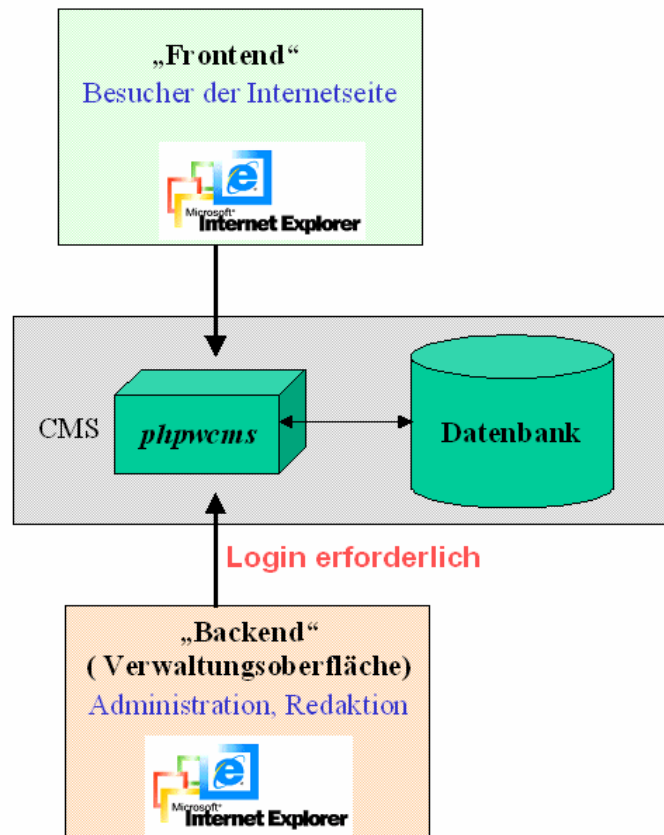 „Frontend“
Besucher der Internetseite
Microsoft®
Internet Explorer
CMS
phpwcms
Datenbank
Login erforderlich
„Backend“
( Verwaltungsoberfläche)
Administration, Redaktion
Microsoft®
Internet Explorer